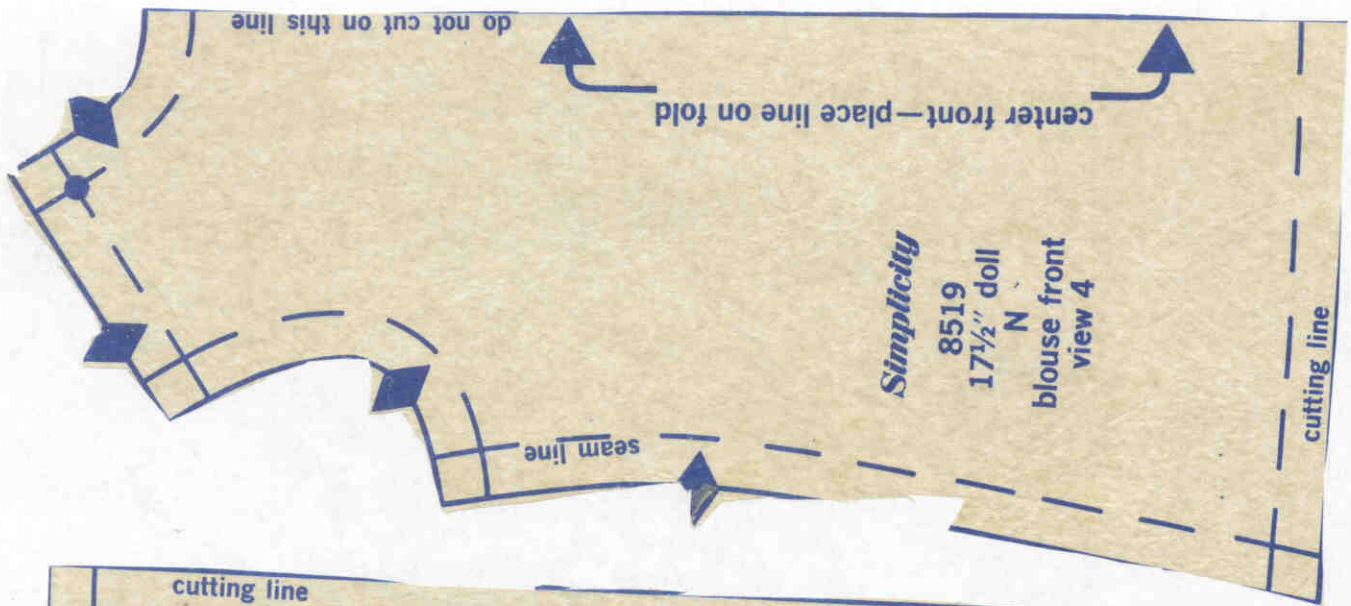 do not cut on this line
center front—place line on fold
Simplicity
8519
17½" doll
N
blouse front
view 4
cutting line
seam line
cutting line